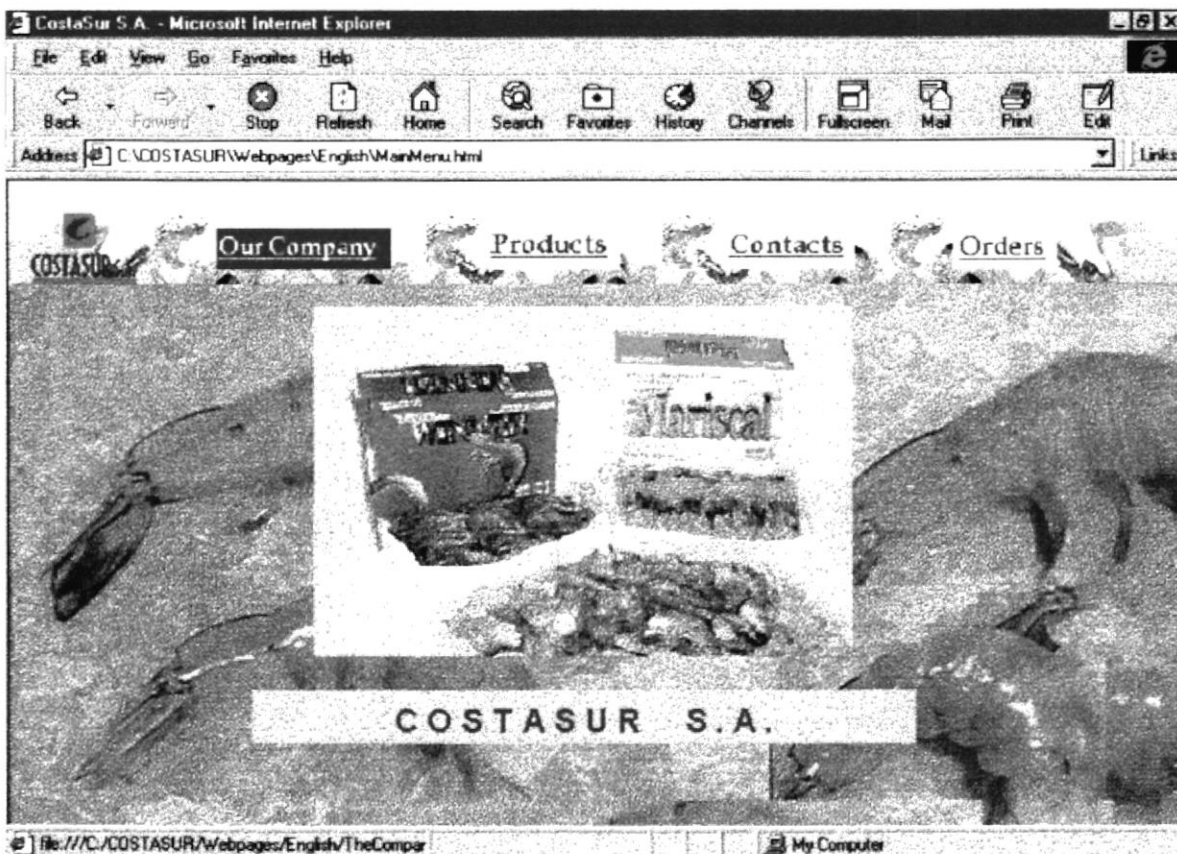 CostaSur S.A. - Microsoft Internet Explorer
File Edit View Go Favorites Help
Back Forward Stop Refresh Home Search Favorites History Channels Fullscreen Mail Print Edit
Address C:\COSTASUR\Webpages\English\MainMenu.html Links
COSTASUR Our Company Products Contacts Orders
Mariscal
COSTASUR S.A.
file:///C:/COSTASUR/Webpages/English/TheCompar My Computer